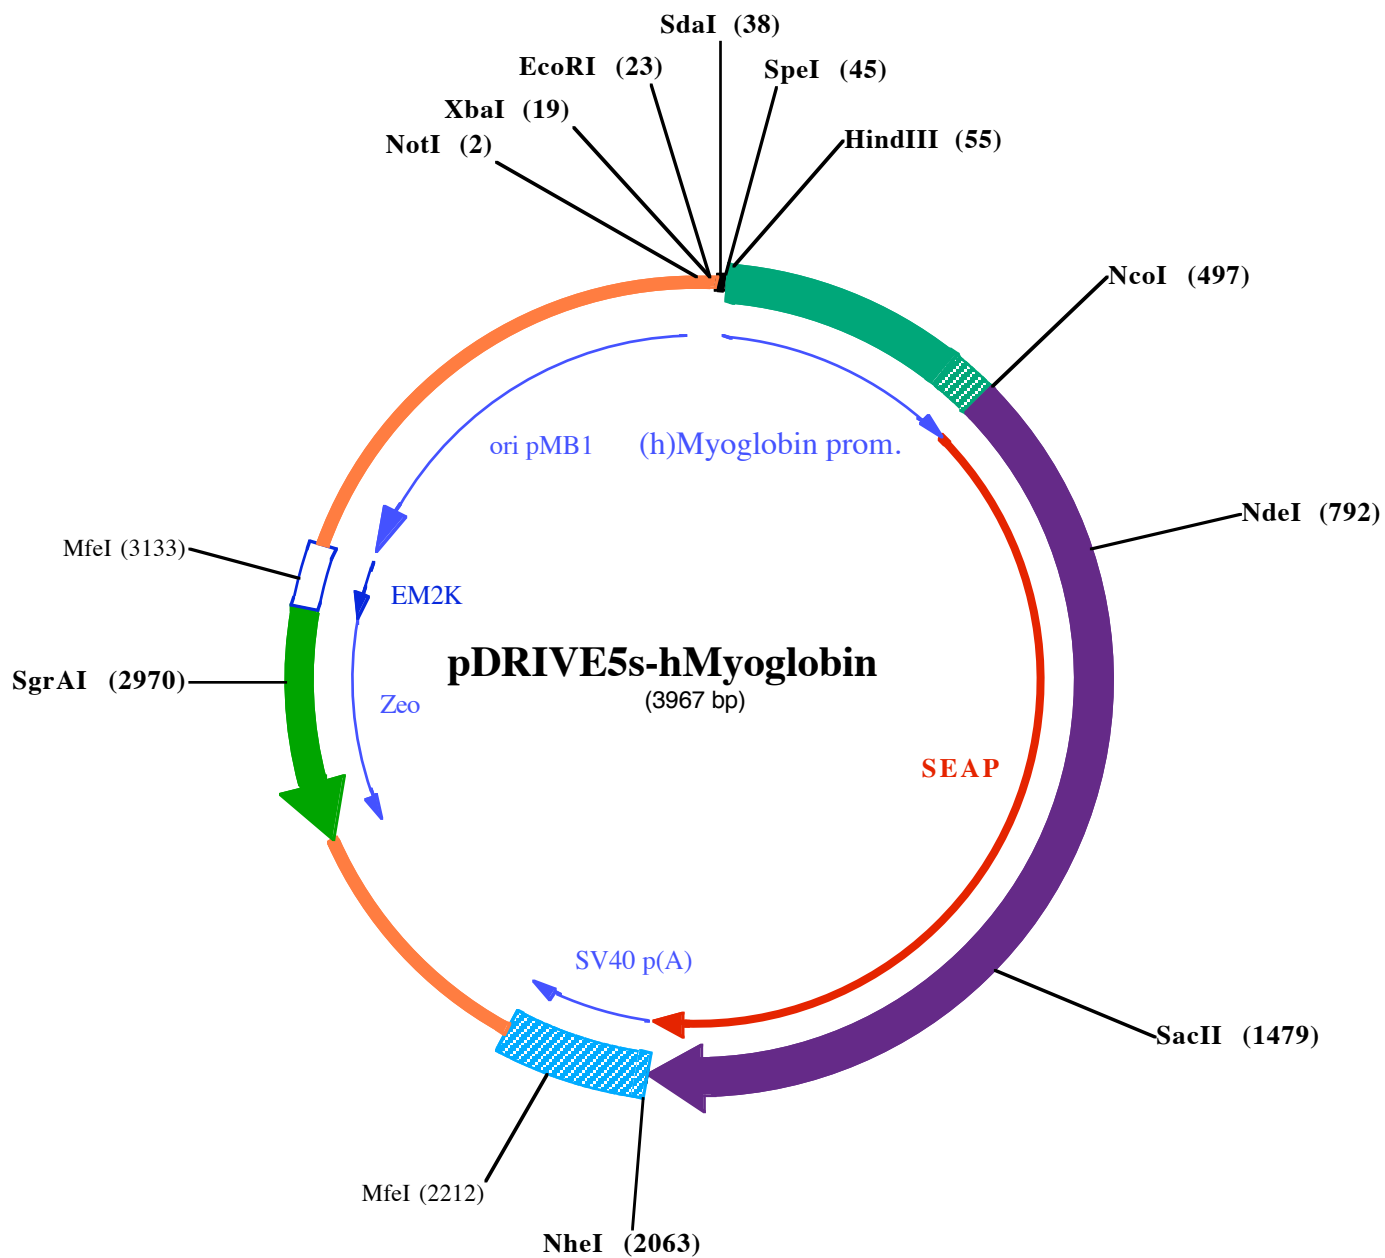 SdaI (38)
EcoRI (23)
SpeI (45)
XbaI (19)
NotI (2)
HindIII (55)
NcoI (497)
ori pMB1
(h)Myoglobin prom.
NdeI (792)
MfeI (3133)
EM2K
pDRIVE5s-hMyoglobin
(3967 bp)
SgrAI (2970)
Zeo
SEAP
SV40 p(A)
SacII (1479)
MfeI (2212)
NheI (2063)